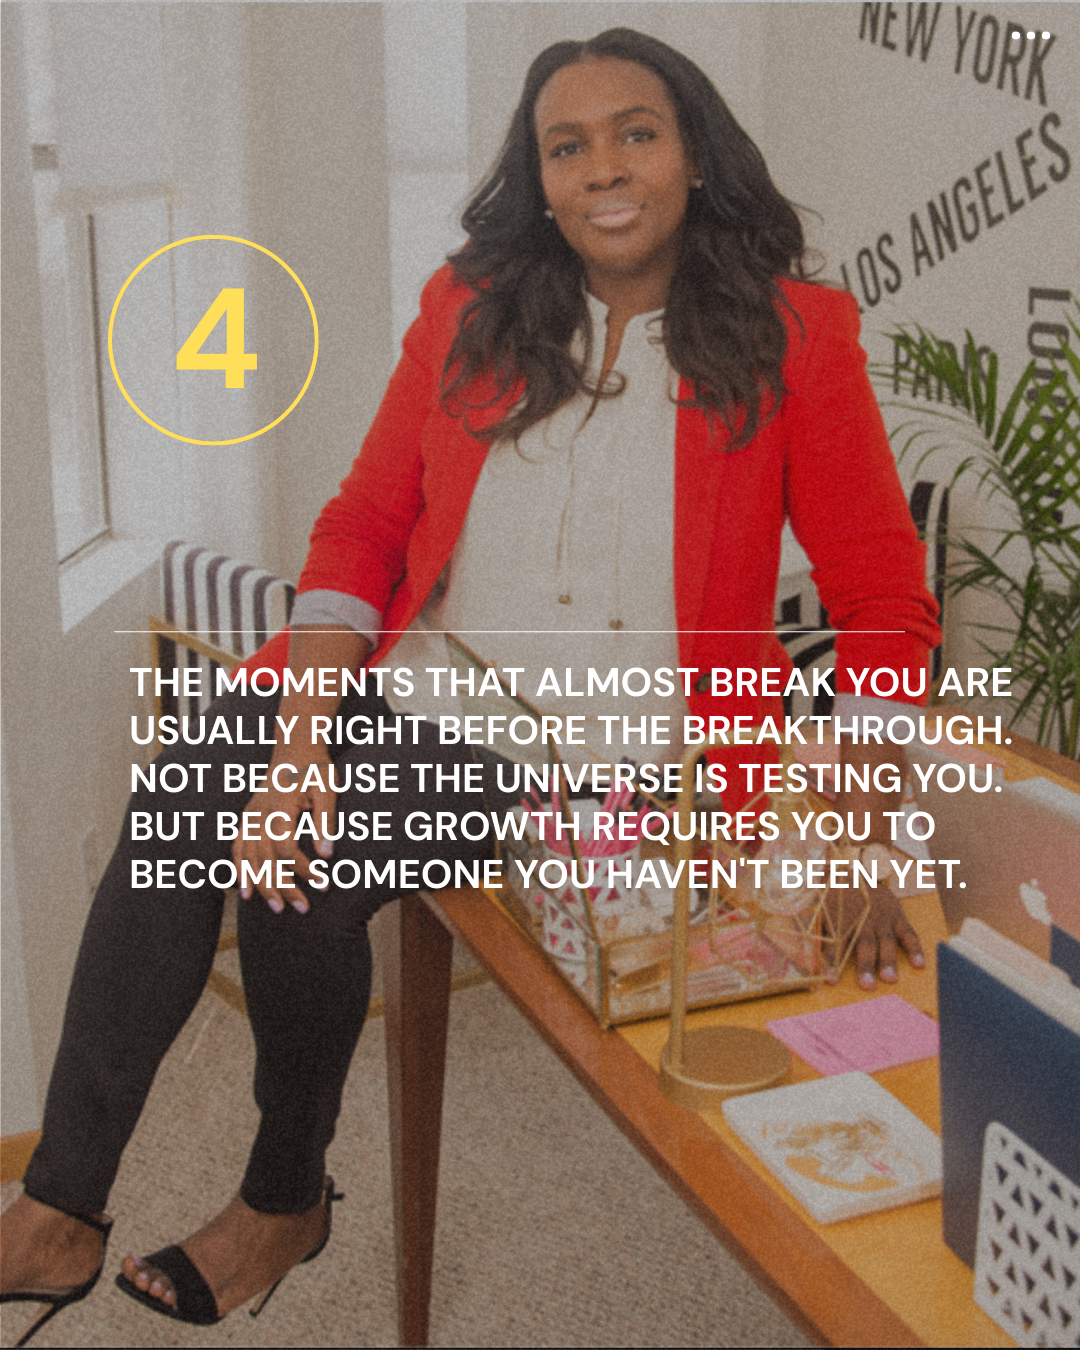 NEW YORK
LOS ANGELES
PARIS
4
THE MOMENTS THAT ALMOST BREAK YOU ARE
USUALLY RIGHT BEFORE THE BREAKTHROUGH.
NOT BECAUSE THE UNIVERSE IS TESTING YOU.
BUT BECAUSE GROWTH REQUIRES YOU TO
BECOME SOMEONE YOU HAVEN'T BEEN YET.